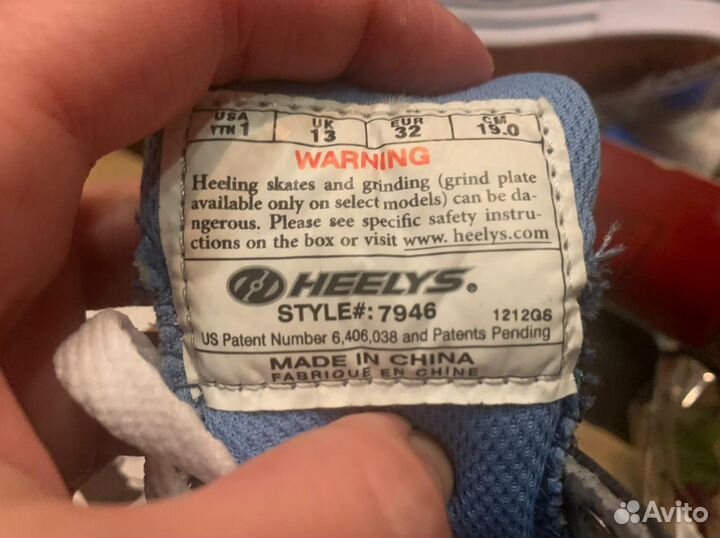 USA UK EUR CM
YTN 1 13 32 19.0
WARNING
Heeling skates and grinding (grind plate
available only on select models) can be da-
ngerous. Please see specific safety instru-
ctions on the box or visit www. heelys.com
HEELYS®
STYLE#: 7946 1212GS
US Patent Number 6,406,038 and Patents Pending
MADE IN CHINA
FABRIQUE EN CHINE
Avito